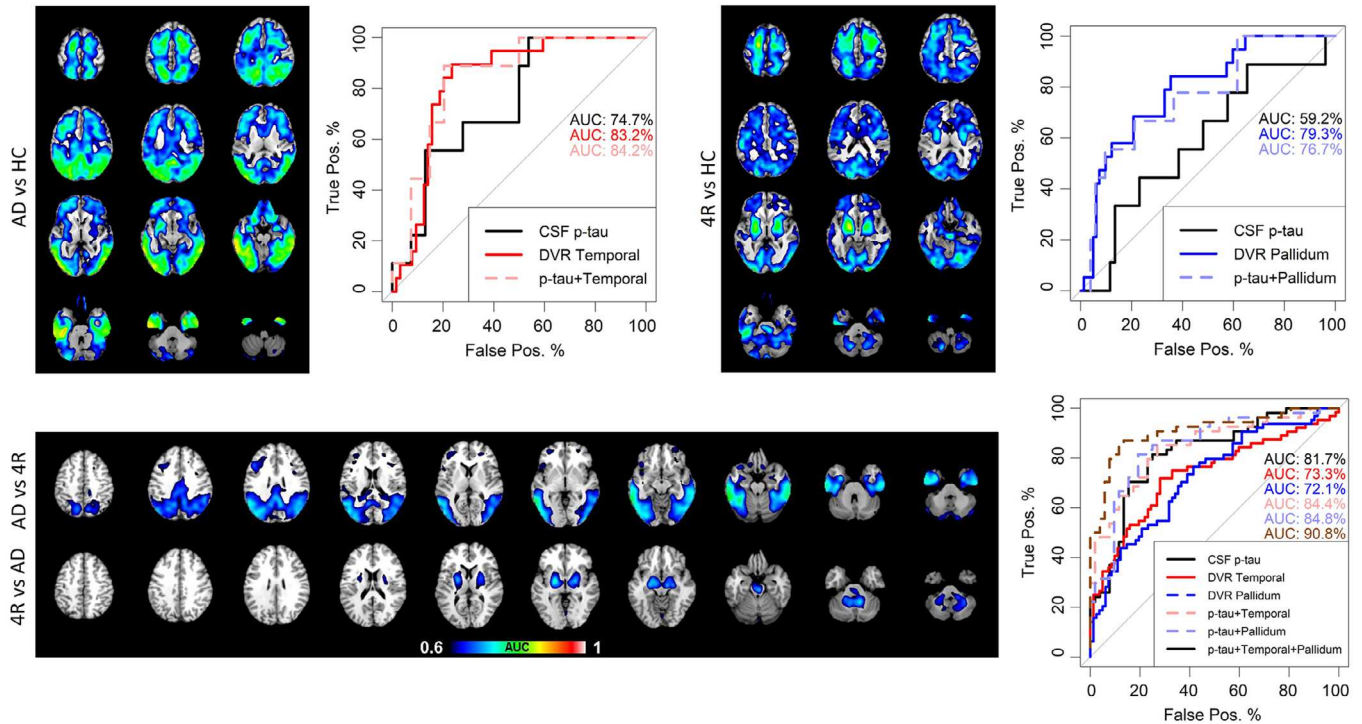 AD vs HC
True Pos. %
0 20 40 60 80 100
AUC: 74.7%
AUC: 83.2%
AUC: 84.2%
CSF p-tau
DVR Temporal
p-tau+Temporal
0 20 40 60 80 100
False Pos. %
4R vs HC
True Pos. %
0 20 40 60 80 100
AUC: 59.2%
AUC: 79.3%
AUC: 76.7%
CSF p-tau
DVR Pallidum
p-tau+Pallidum
0 20 40 60 80 100
False Pos. %
AD vs 4R
4R vs AD
0.6 AUC 1
True Pos. %
0 20 40 60 80 100
AUC: 81.7%
AUC: 73.3%
AUC: 72.1%
AUC: 84.4%
AUC: 84.8%
AUC: 90.8%
CSF p-tau
DVR Temporal
DVR Pallidum
p-tau+Temporal
p-tau+Pallidum
p-tau+Temporal+Pallidum
0 20 40 60 80 100
False Pos. %